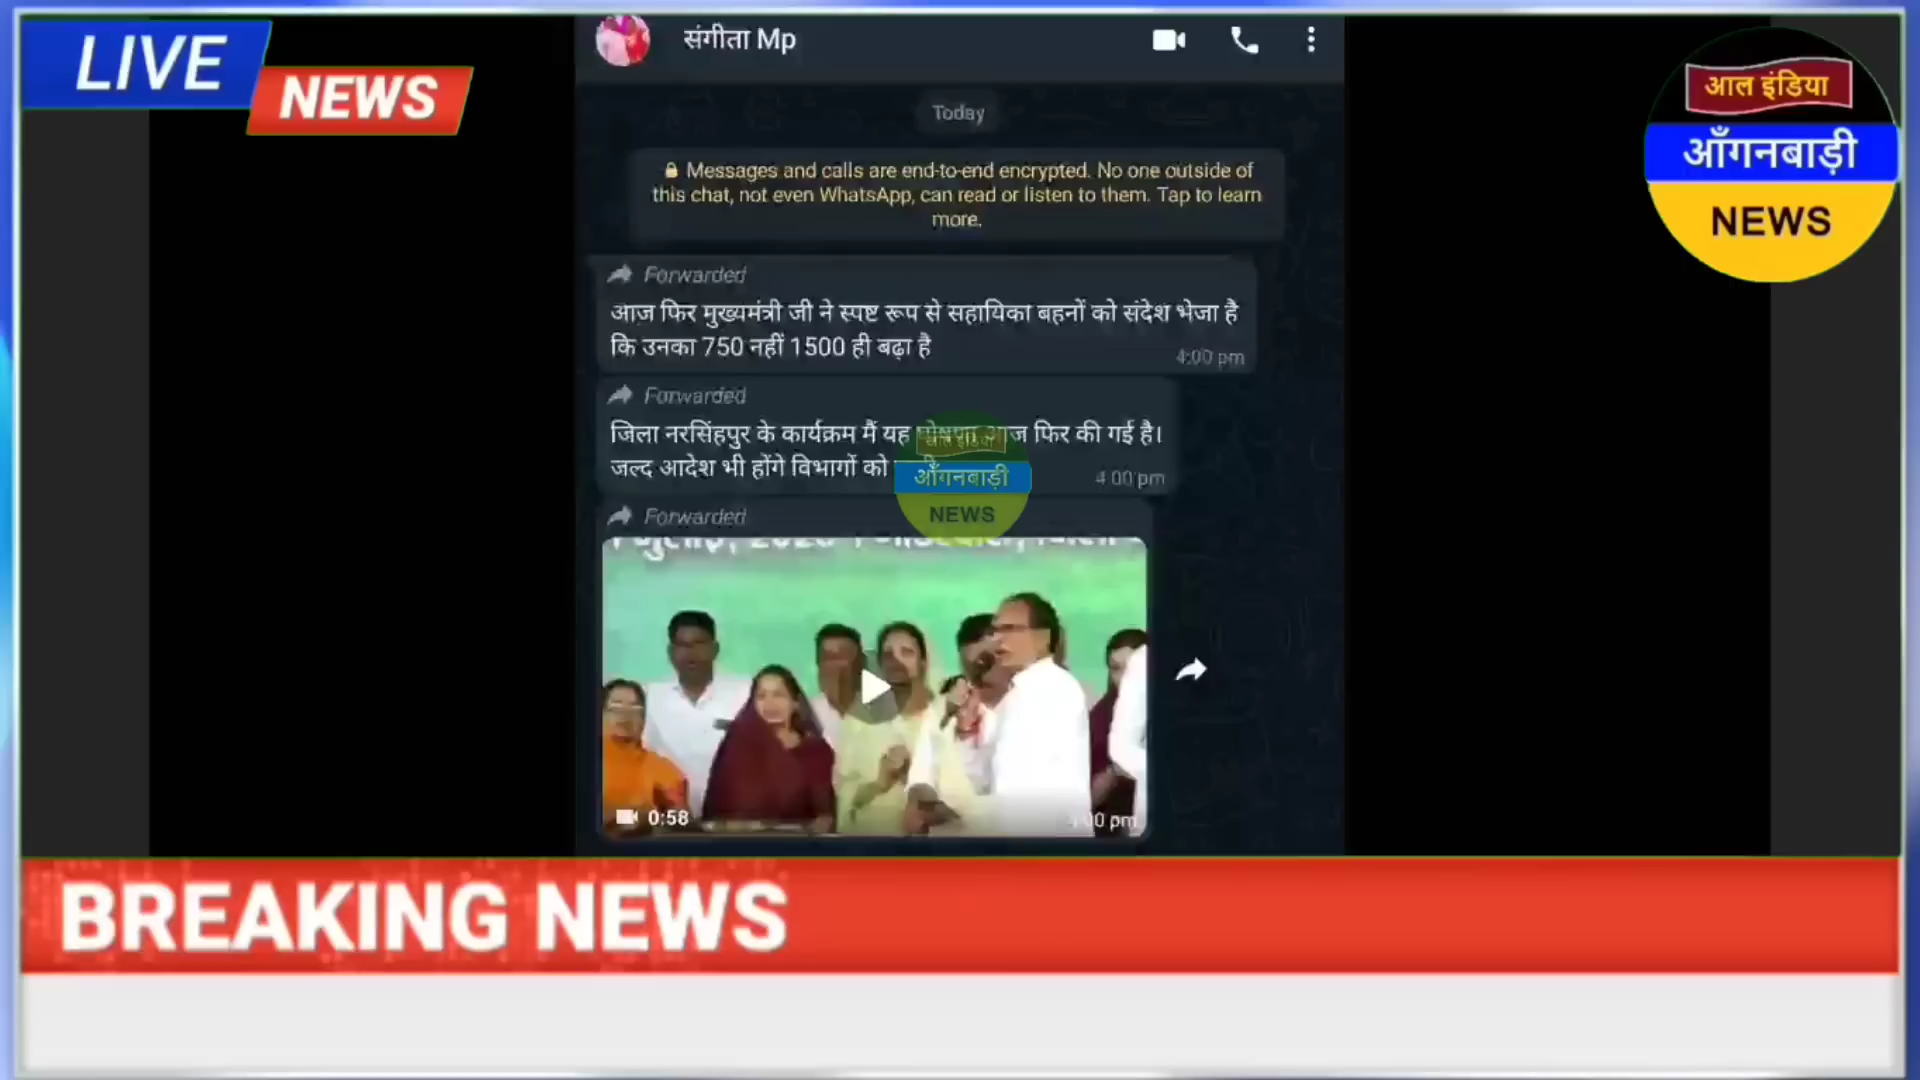 LIVE
NEWS
संगीता Mp
आल इंडिया
आँगनबाड़ी
NEWS
Today
Messages and calls are end-to-end encrypted. No one outside of
this chat, not even WhatsApp, can read or listen to them. Tap to learn
more.
Forwarded
आज फिर मुख्यमंत्री जी ने स्पष्ट रूप से सहायिका बहनों को संदेश भेजा है
कि उनका 750 नहीं 1500 ही बढ़ा है
4:00 pm
Forwarded
जिला नरसिंहपुर के कार्यक्रम मैं यह फिर की गई है।
जल्द आदेश भी होंगे विभागों को
4:00 pm
आल इंडिया
आँगनबाड़ी
NEWS
Forwarded
0:58
pm
BREAKING NEWS